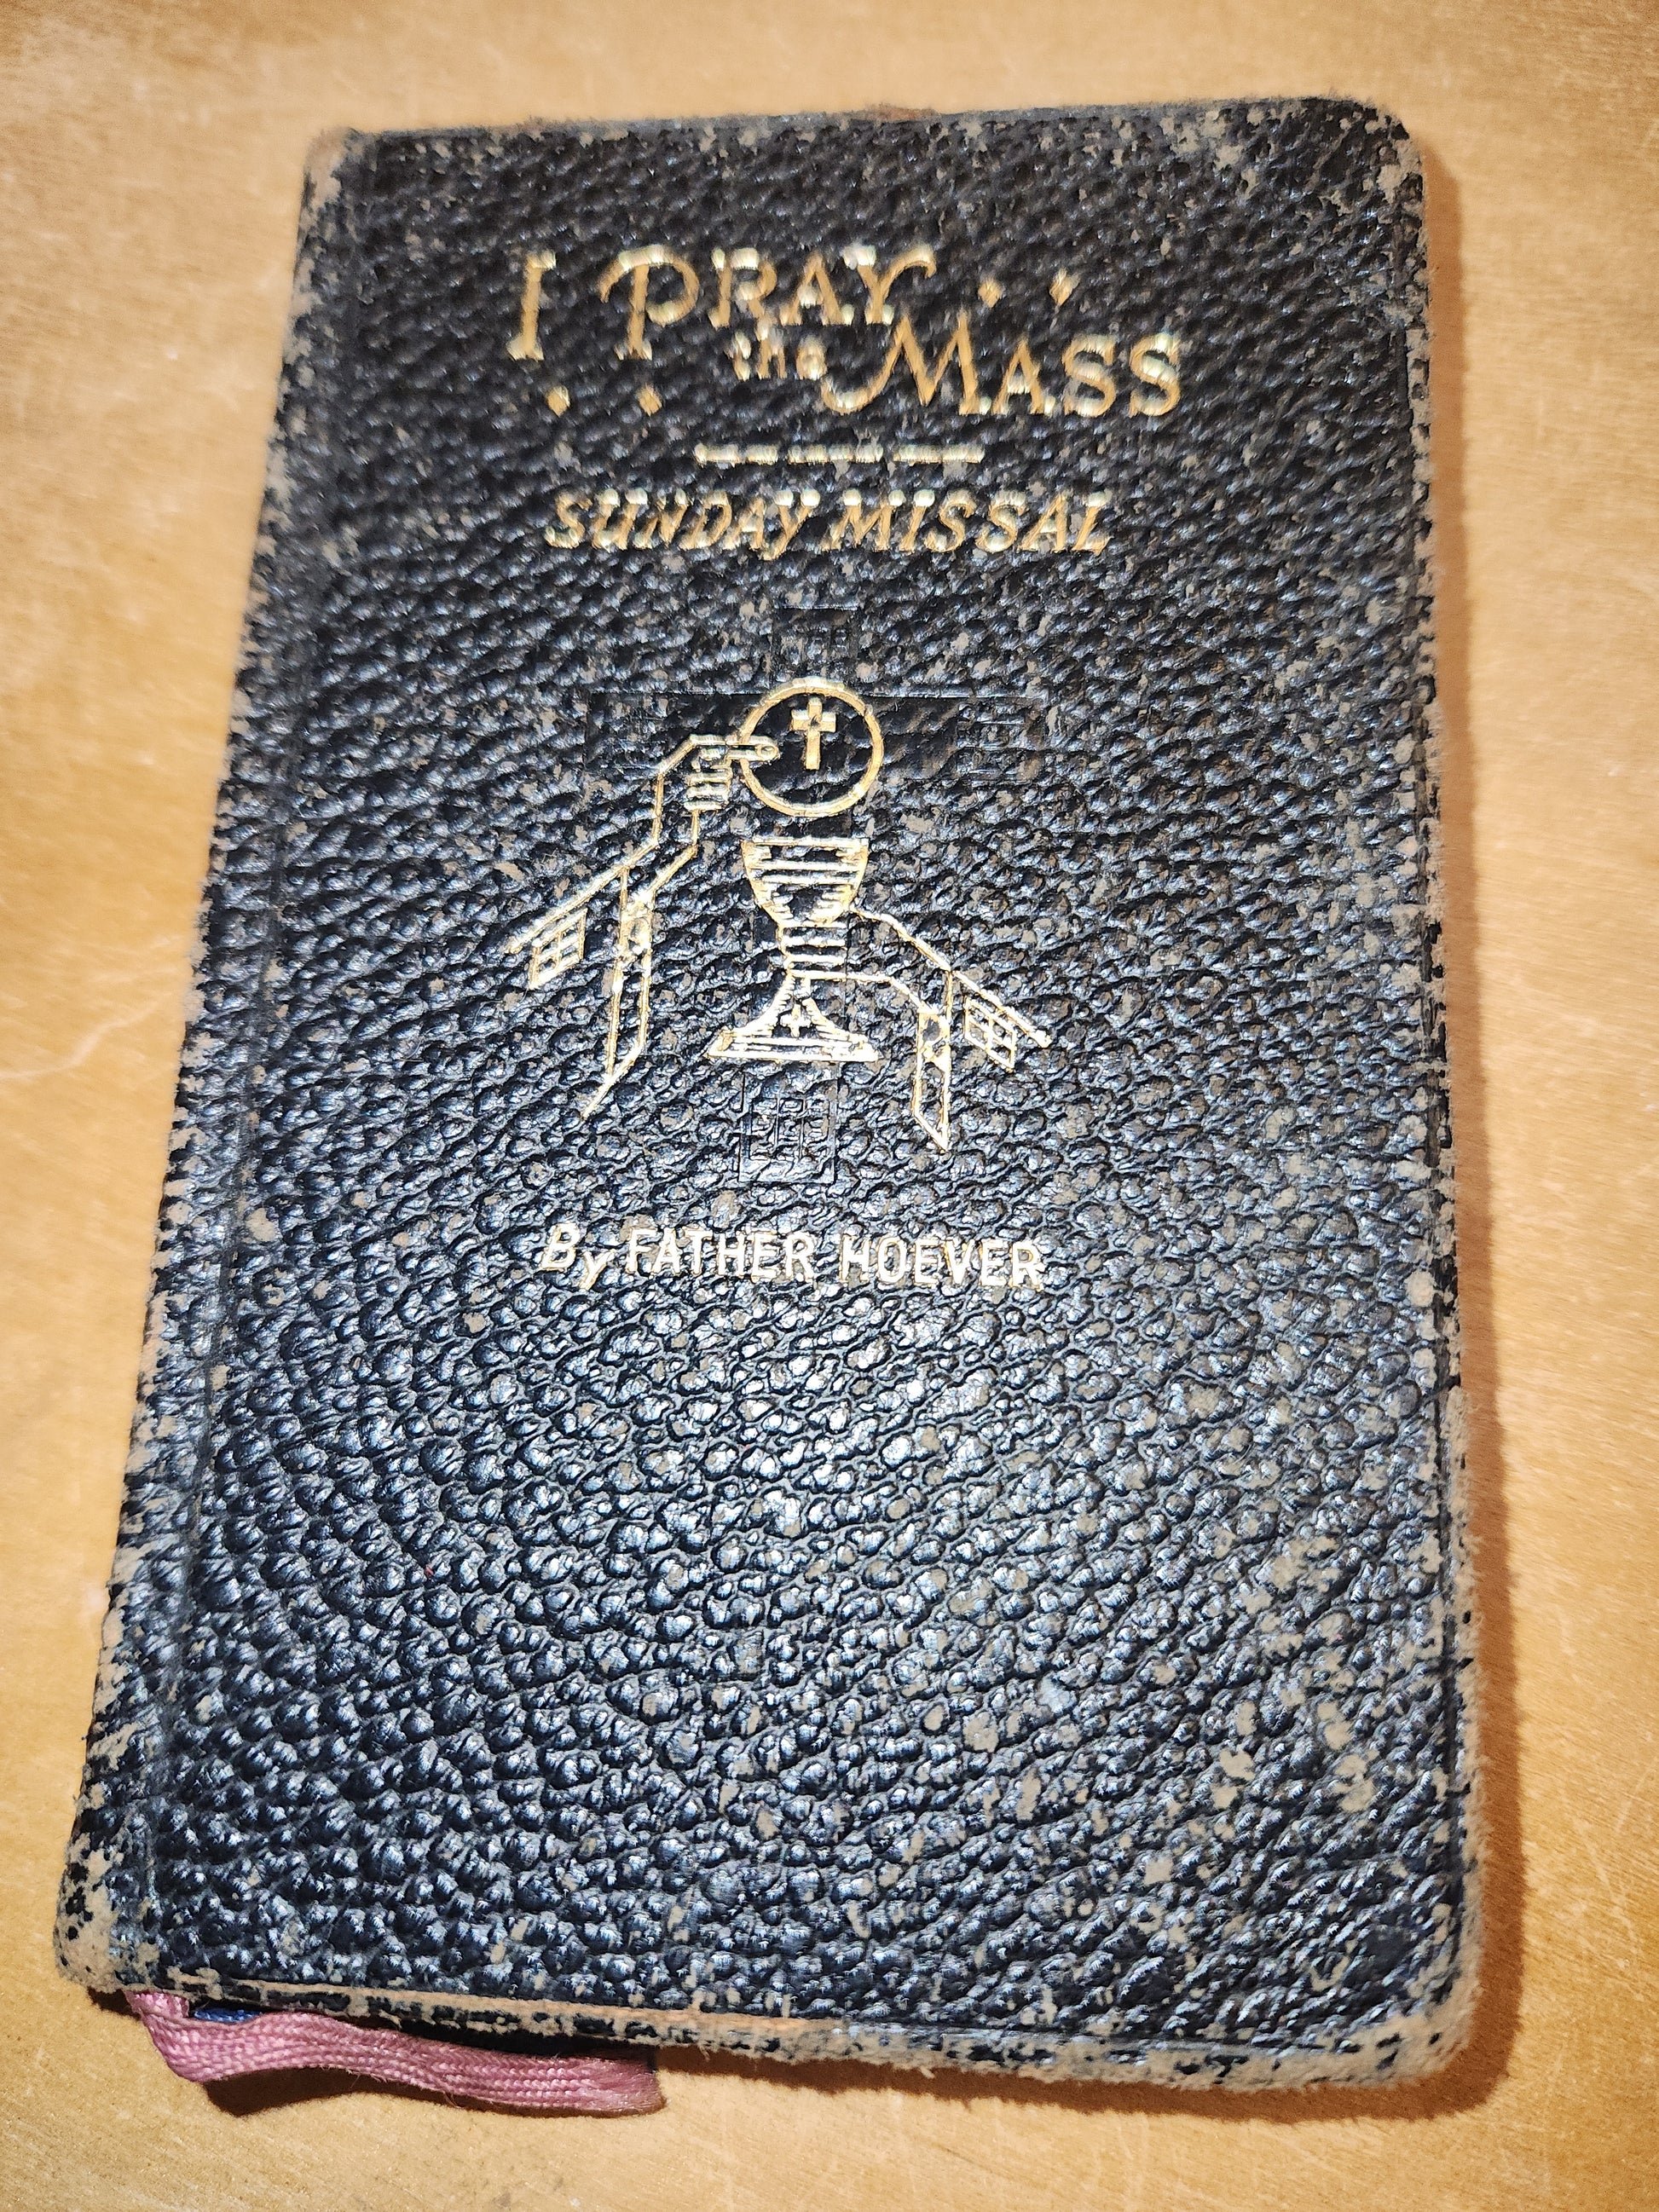 I PRAY
the MASS
SUNDAY MISSAL
By FATHER HOEVER